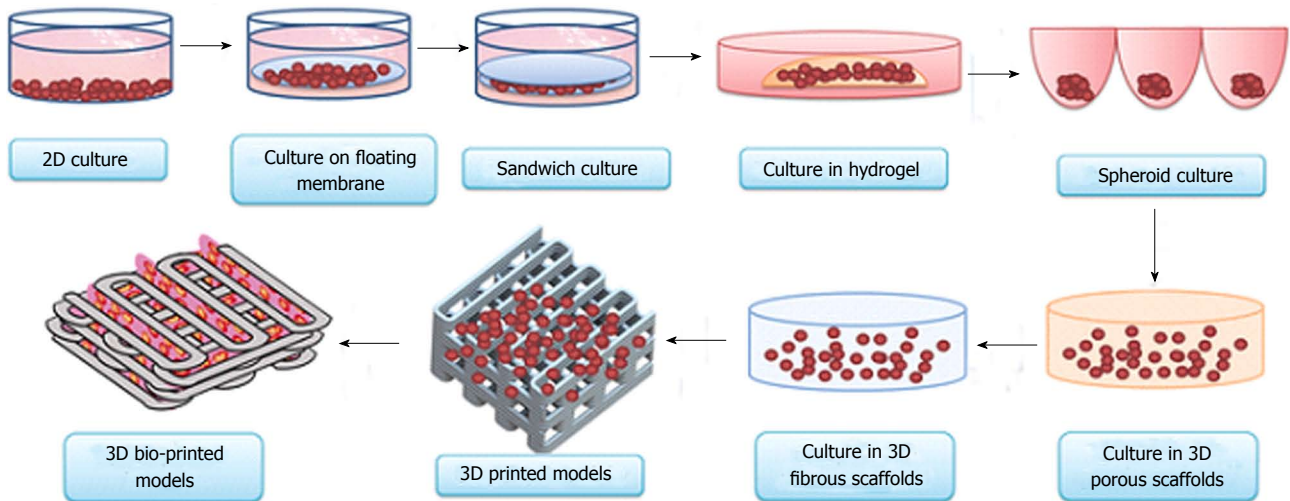 2D culture
Culture on floating
membrane
Sandwich culture
Culture in hydrogel
Spheroid culture
3D bio-printed
models
3D printed models
Culture in 3D
fibrous scaffolds
Culture in 3D
porous scaffolds